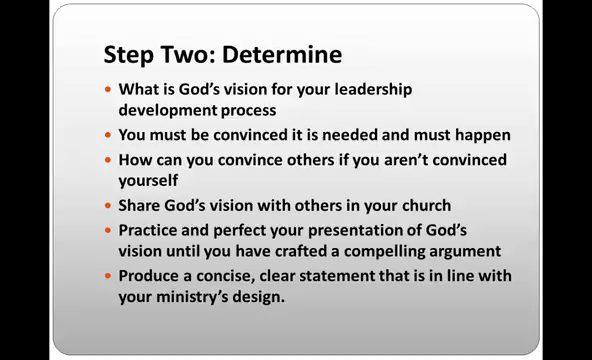 Step Two: Determine
• What is God's vision for your leadership
development process
• You must be convinced it is needed and must happen
• How can you convince others if you aren't convinced
yourself
• Share God's vision with others in your church
• Practice and perfect your presentation of God's
vision until you have crafted a compelling argument
• Produce a concise, clear statement that is in line with
your ministry's design.